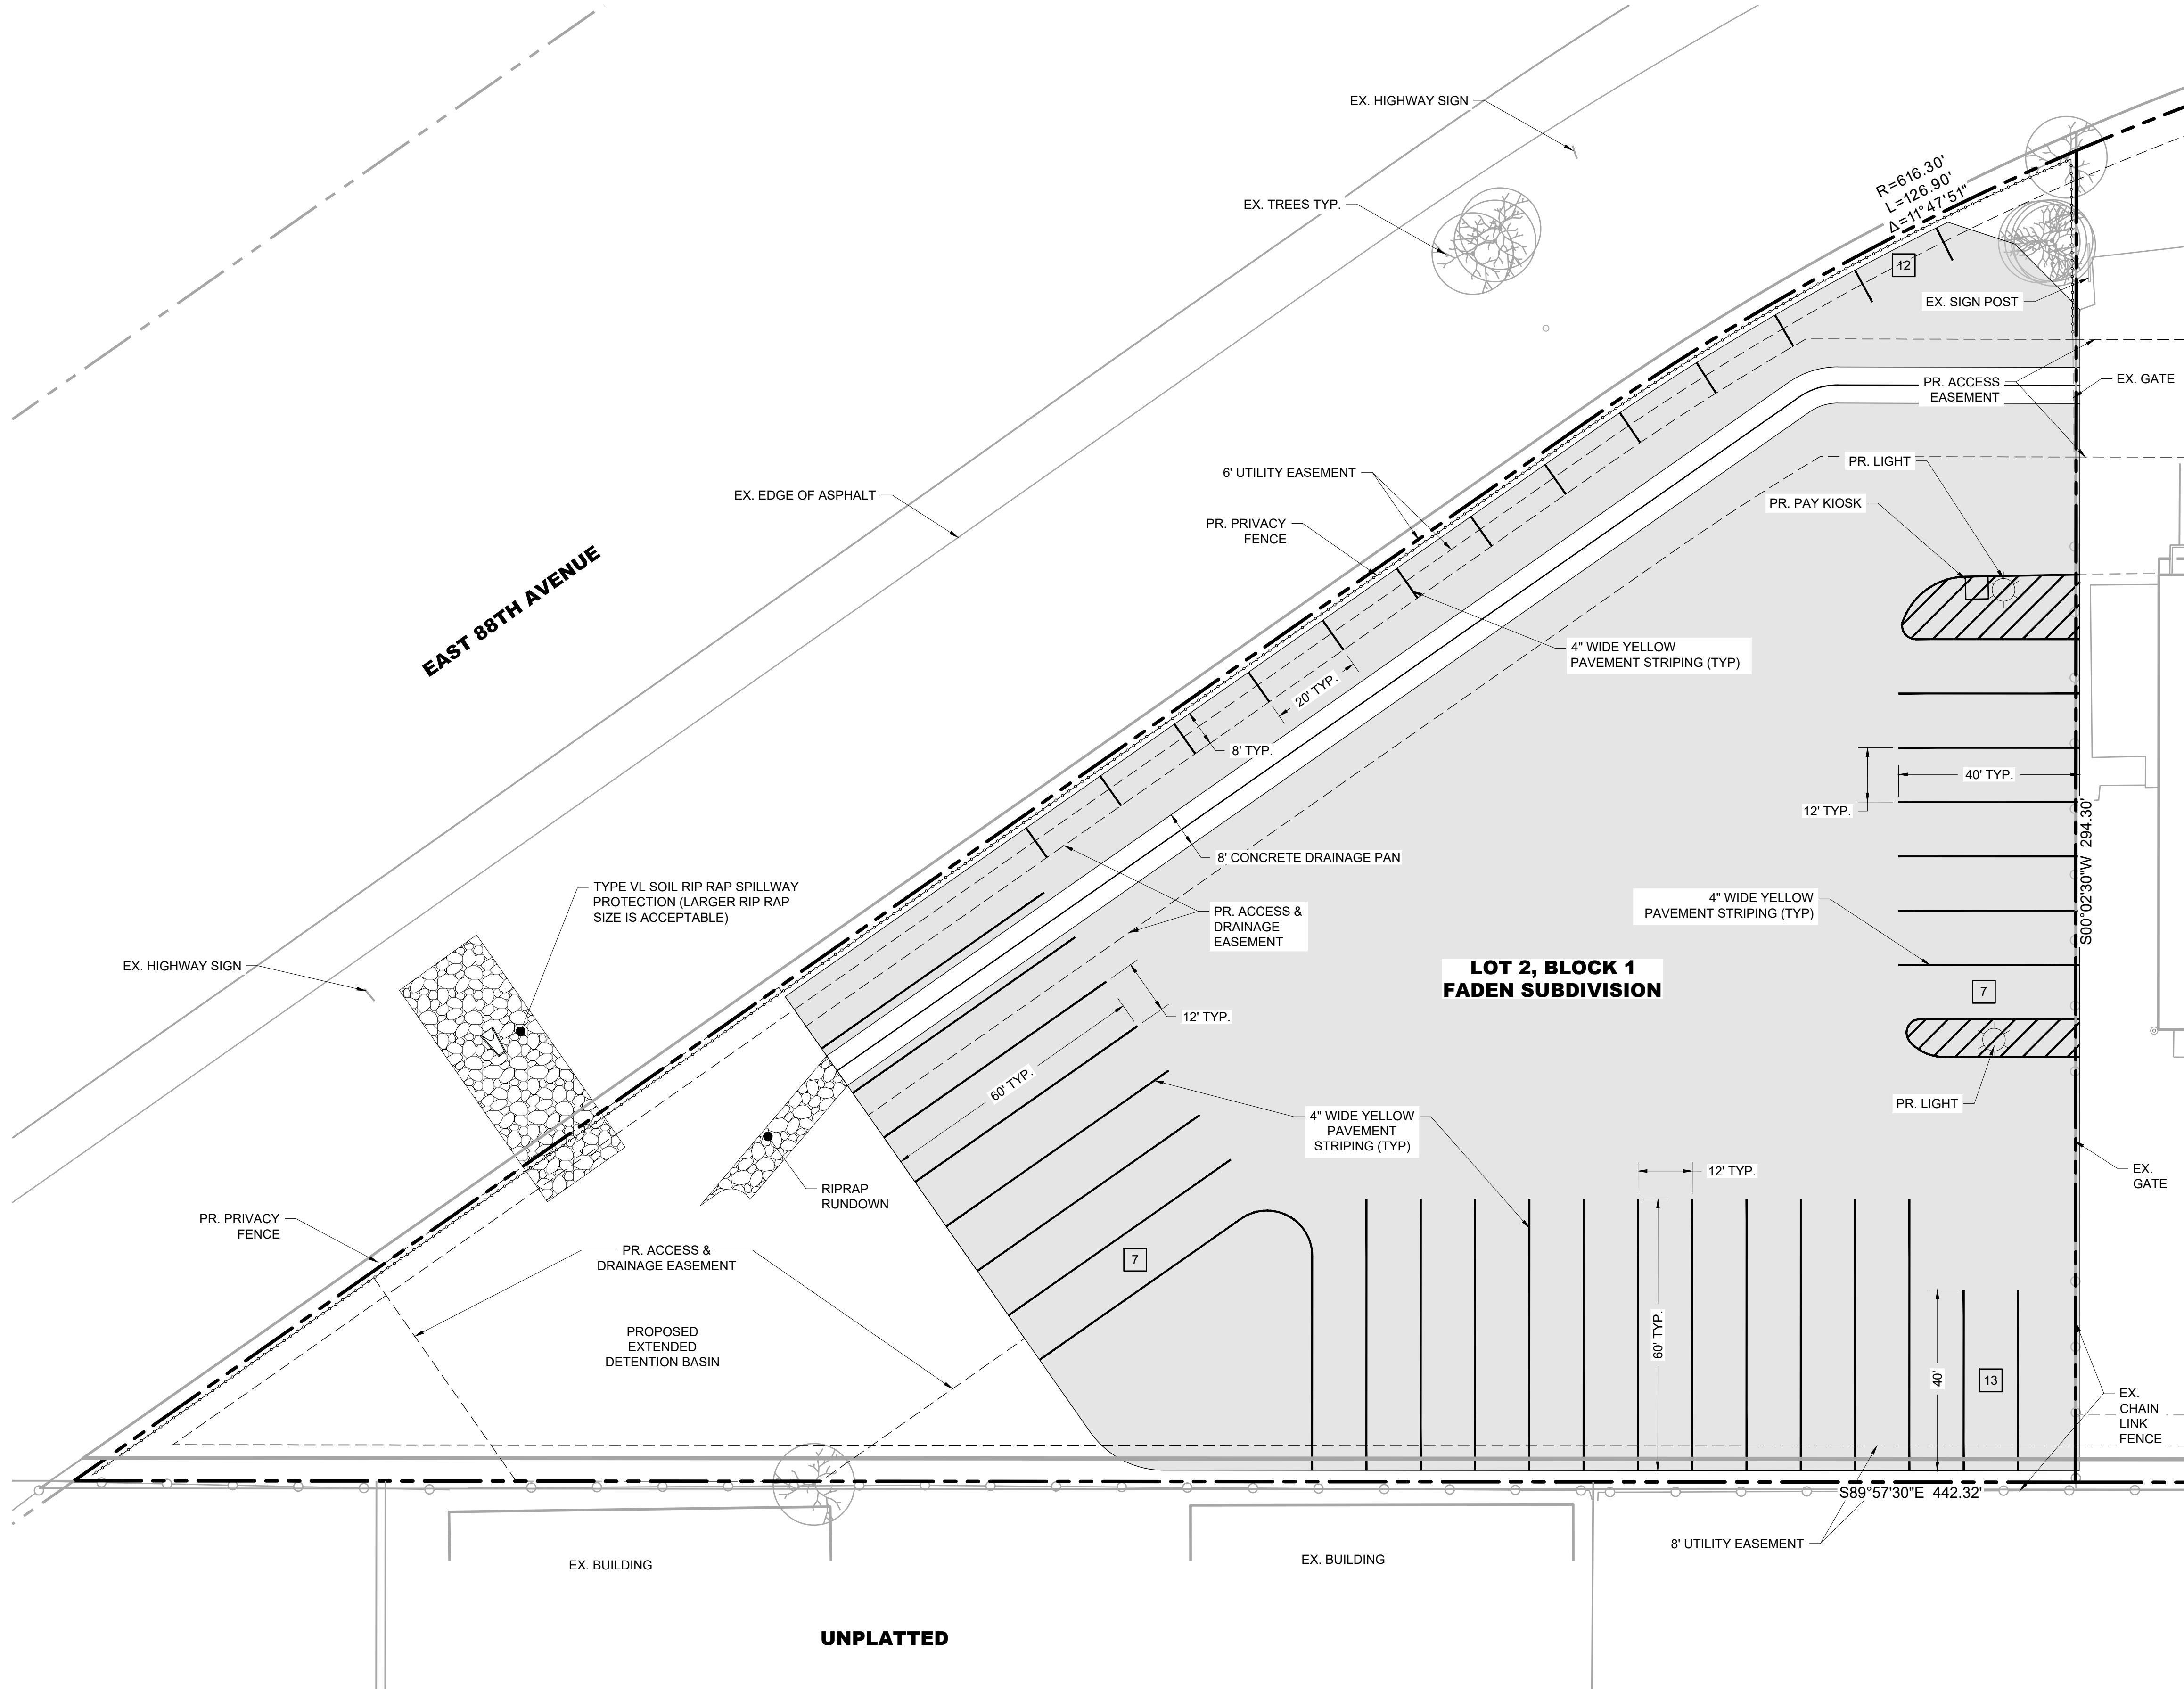 EX. HIGHWAY SIGN
R=616.30'
L=126.90'
Δ=11°47'51"
EX. TREES TYP.
12
EX. SIGN POST
PR. ACCESS
EASEMENT
EX. GATE
6' UTILITY EASEMENT
PR. LIGHT
EX. EDGE OF ASPHALT
PR. PAY KIOSK
PR. PRIVACY
FENCE
EAST 88TH AVENUE
4" WIDE YELLOW
PAVEMENT STRIPING (TYP)
20' TYP.
8' TYP.
40' TYP.
12' TYP.
S00°02'30"W  294.30'
8' CONCRETE DRAINAGE PAN
TYPE VL SOIL RIP RAP SPILLWAY
PROTECTION (LARGER RIP RAP
SIZE IS ACCEPTABLE)
4" WIDE YELLOW
PAVEMENT STRIPING (TYP)
PR. ACCESS &
DRAINAGE
EASEMENT
EX. HIGHWAY SIGN
LOT 2, BLOCK 1
FADEN SUBDIVISION
7
12' TYP.
60' TYP.
PR. LIGHT
4" WIDE YELLOW
PAVEMENT
STRIPING (TYP)
12' TYP.
EX.
GATE
RIPRAP
RUNDOWN
PR. PRIVACY
FENCE
PR. ACCESS &
DRAINAGE EASEMENT
7
PROPOSED
EXTENDED
DETENTION BASIN
60' TYP.
40'
13
EX.
CHAIN
LINK
FENCE
S89°57'30"E  442.32'
8' UTILITY EASEMENT
EX. BUILDING
EX. BUILDING
UNPLATTED